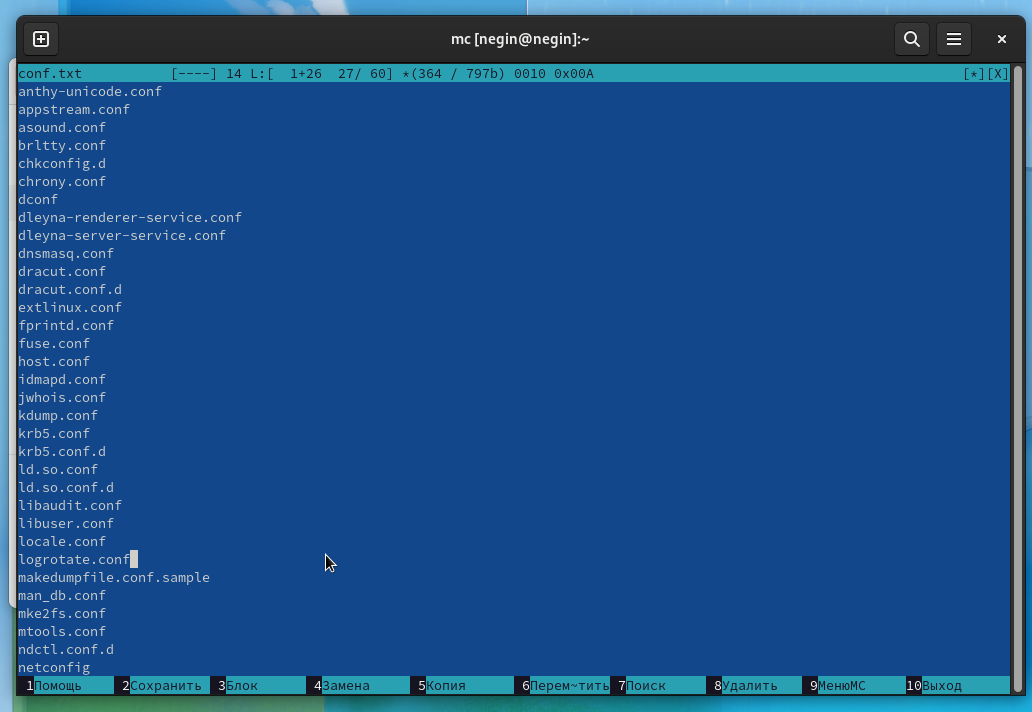 mc [negin@negin]:~
conf.txt [----] 14 L:[ 1+26 27/ 60] *(364 / 797b) 0010 0x00A [*][X]
anthy-unicode.conf
appstream.conf
asound.conf
brltty.conf
chkconfig.d
chrony.conf
dconf
dleyna-renderer-service.conf
dleyna-server-service.conf
dnsmasq.conf
dracut.conf
dracut.conf.d
extlinux.conf
fprintd.conf
fuse.conf
host.conf
idmapd.conf
jwhois.conf
kdump.conf
krb5.conf
krb5.conf.d
ld.so.conf
ld.so.conf.d
libaudit.conf
libuser.conf
locale.conf
logrotate.conf
makedumpfile.conf.sample
man_db.conf
mke2fs.conf
mtools.conf
ndctl.conf.d
netconfig
1Помощь 2Сохранить 3Блок 4Замена 5Копия 6Перем~тить 7Поиск 8Удалить 9МенюMC 10Выход